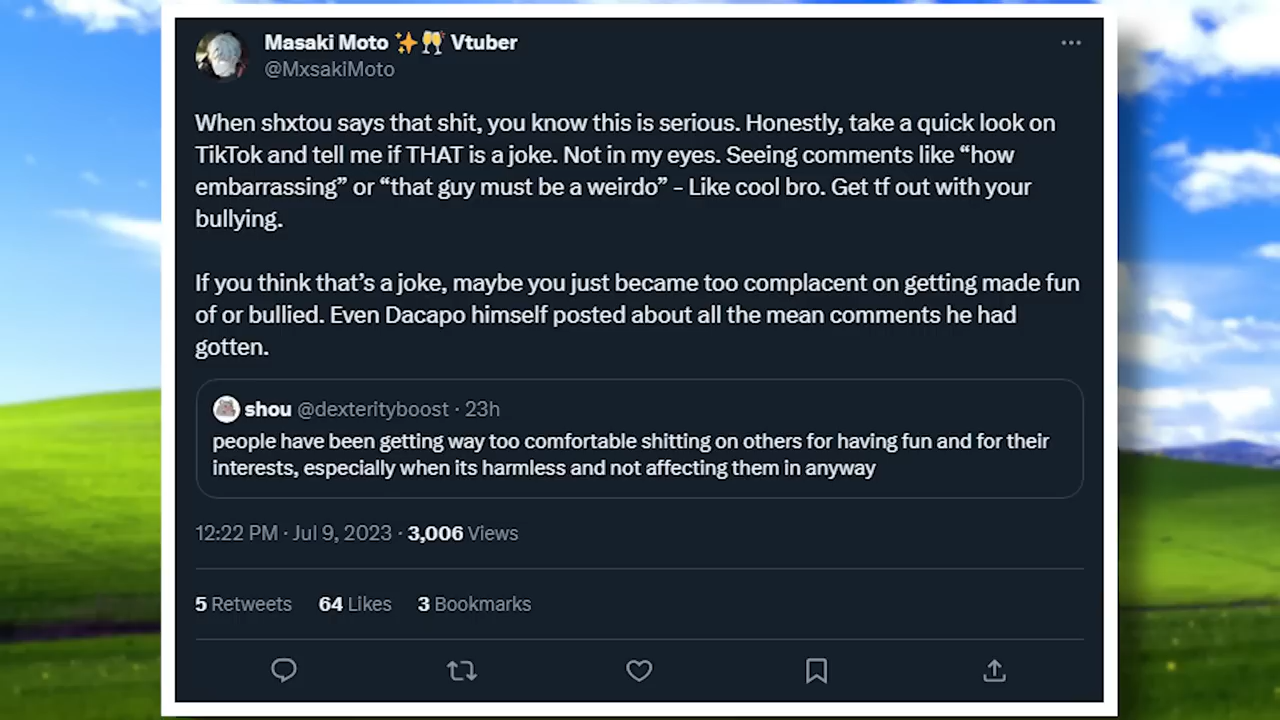 Masaki Moto ✨🥂 Vtuber
@MxsakiMoto
When shxtou says that shit, you know this is serious. Honestly, take a quick look on
TikTok and tell me if THAT is a joke. Not in my eyes. Seeing comments like “how
embarrassing” or “that guy must be a weirdo” – Like cool bro. Get tf out with your
bullying.
If you think that’s a joke, maybe you just became too complacent on getting made fun
of or bullied. Even Dacapo himself posted about all the mean comments he had
gotten.
shou @dexterityboost · 23h
people have been getting way too comfortable shitting on others for having fun and for their
interests, especially when its harmless and not affecting them in anyway
12:22 PM · Jul 9, 2023 · 3,006 Views
5 Retweets 64 Likes 3 Bookmarks